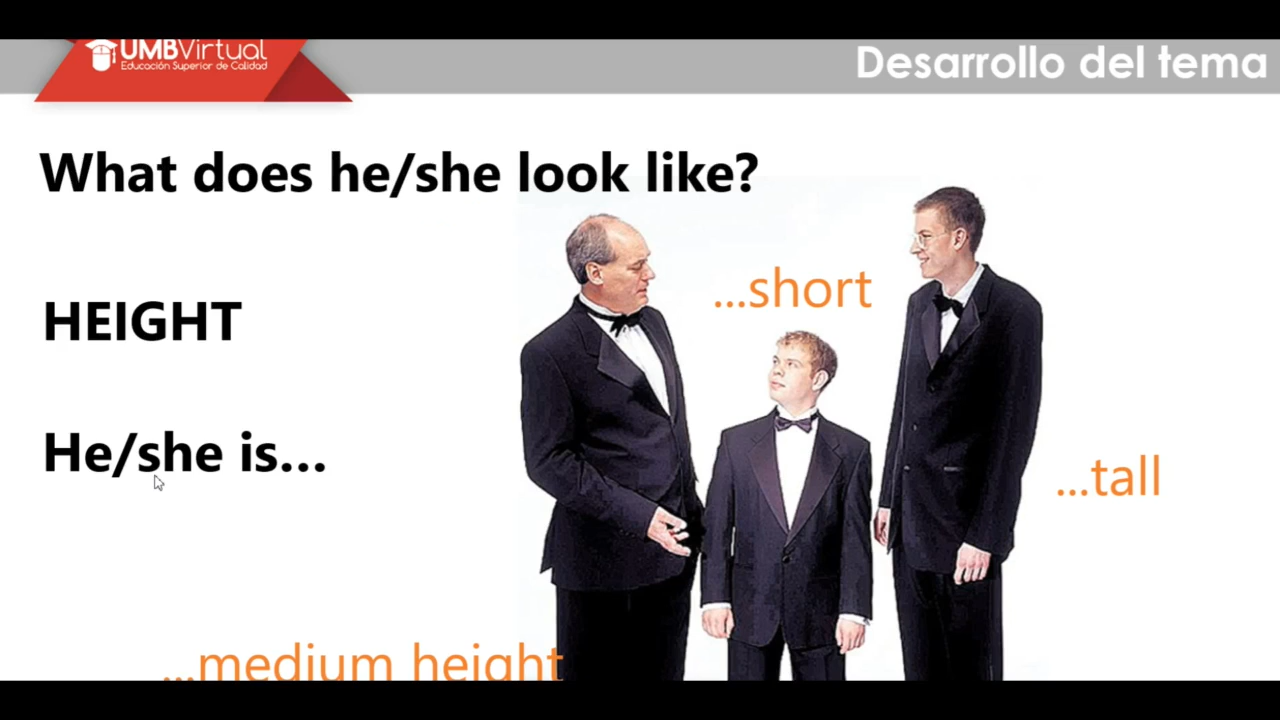 UMBVirtual
Educación Superior de Calidad
Desarrollo del tema
What does he/she look like?
...short
HEIGHT
He/she is...
...tall
...medium height